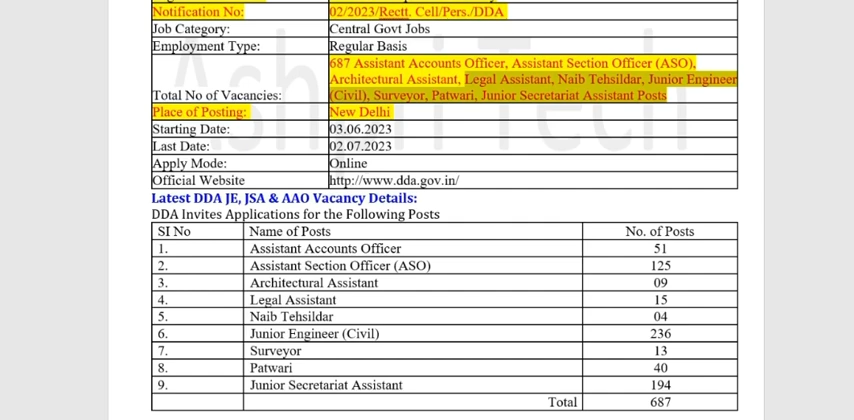 Notification No: 02/2023/Rectt. Cell/Pers./DDA
Job Category: Central Govt Jobs
Employment Type: Regular Basis
687 Assistant Accounts Officer, Assistant Section Officer (ASO),
Architectural Assistant, Legal Assistant, Naib Tehsildar, Junior Engineer
Total No of Vacancies: (Civil), Surveyor, Patwari, Junior Secretariat Assistant Posts
Place of Posting: New Delhi
Starting Date: 03.06.2023
Last Date: 02.07.2023
Apply Mode: Online
Official Website http://www.dda.gov.in/
Latest DDA JE, JSA & AAO Vacancy Details:
DDA Invites Applications for the Following Posts
SI No Name of Posts No. of Posts
1. Assistant Accounts Officer 51
2. Assistant Section Officer (ASO) 125
3. Architectural Assistant 09
4. Legal Assistant 15
5. Naib Tehsildar 04
6. Junior Engineer (Civil) 236
7. Surveyor 13
8. Patwari 40
9. Junior Secretariat Assistant 194
Total 687